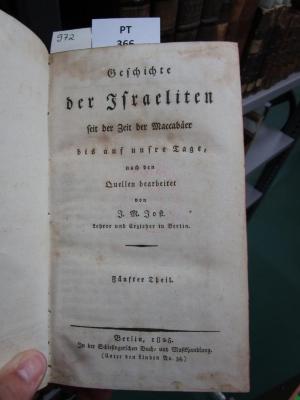 972
PT
366
Geschichte
der Israeliten
seit der Zeit der Maccabäer
bis auf unsre Tage,
nach den
Quellen bearbeitet
von
J. M. Jost,
Lehrer und Erzieher in Berlin.
Fünfter Theil.
Berlin, 1825.
In der Schlesingerschen Buch- und Musikhandlung.
(Unter den Linden No. 34.)